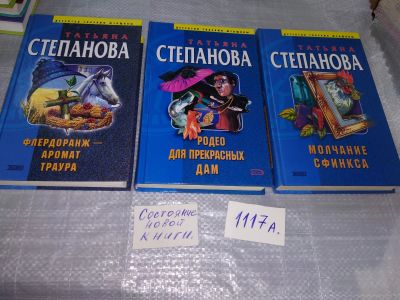 ТАТЬЯНА
СТЕПАНОВА
ФЛЕРДОРАНЖ —
АРОМАТ
ТРАУРА
ТАТЬЯНА
СТЕПАНОВА
РОДЕО
ДЛЯ ПРЕКРАСНЫХ
ДАМ
ТАТЬЯНА
СТЕПАНОВА
МОЛЧАНИЕ
СФИНКСА
Состояние
новой
книги.
1117А.